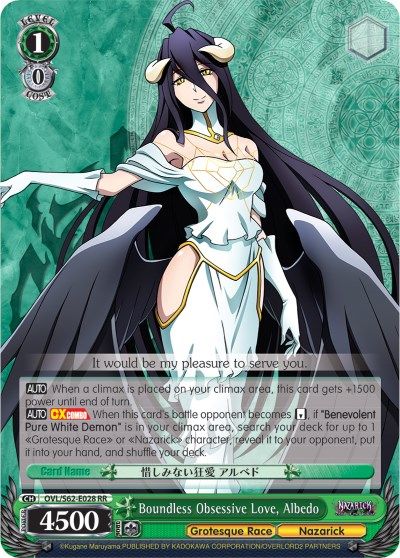 LEVEL
1
0
COST
It would be my pleasure to serve you.
AUTO When a climax is placed on your climax area, this card gets +1500
power until end of turn.
AUTO CX COMBO When this card's battle opponent becomes , if "Benevolent
Pure White Demon" is in your climax area, search your deck for up to
1 «Grotesque Race» or «Nazarick» character, reveal it to your opponent, put
it into your hand, and shuffle your deck.
Card Name 惜しみない狂愛 アルベド
CH OVL/S62-E028 RR
Boundless Obsessive Love, Albedo
NAZARICK
4500
Grotesque Race Nazarick
©Kugane Maruyama,PUBLISHED BY KADOKAWA CORPORATION/OVERLORD2 PARTNERS